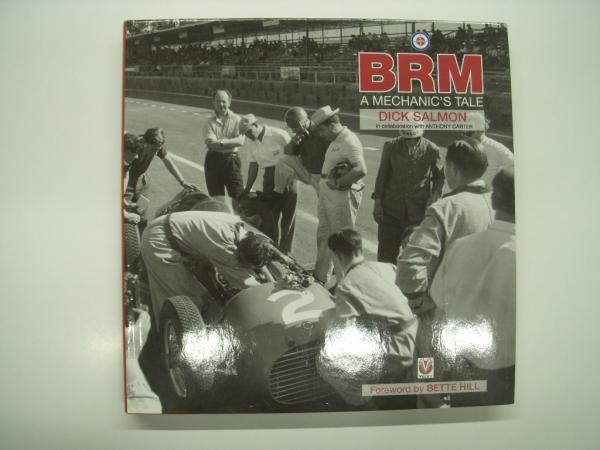 BRM
A MECHANIC'S TALE
DICK SALMON
in collaboration with ANTHONY CARTER
2
V
Foreword by BETTE HILL